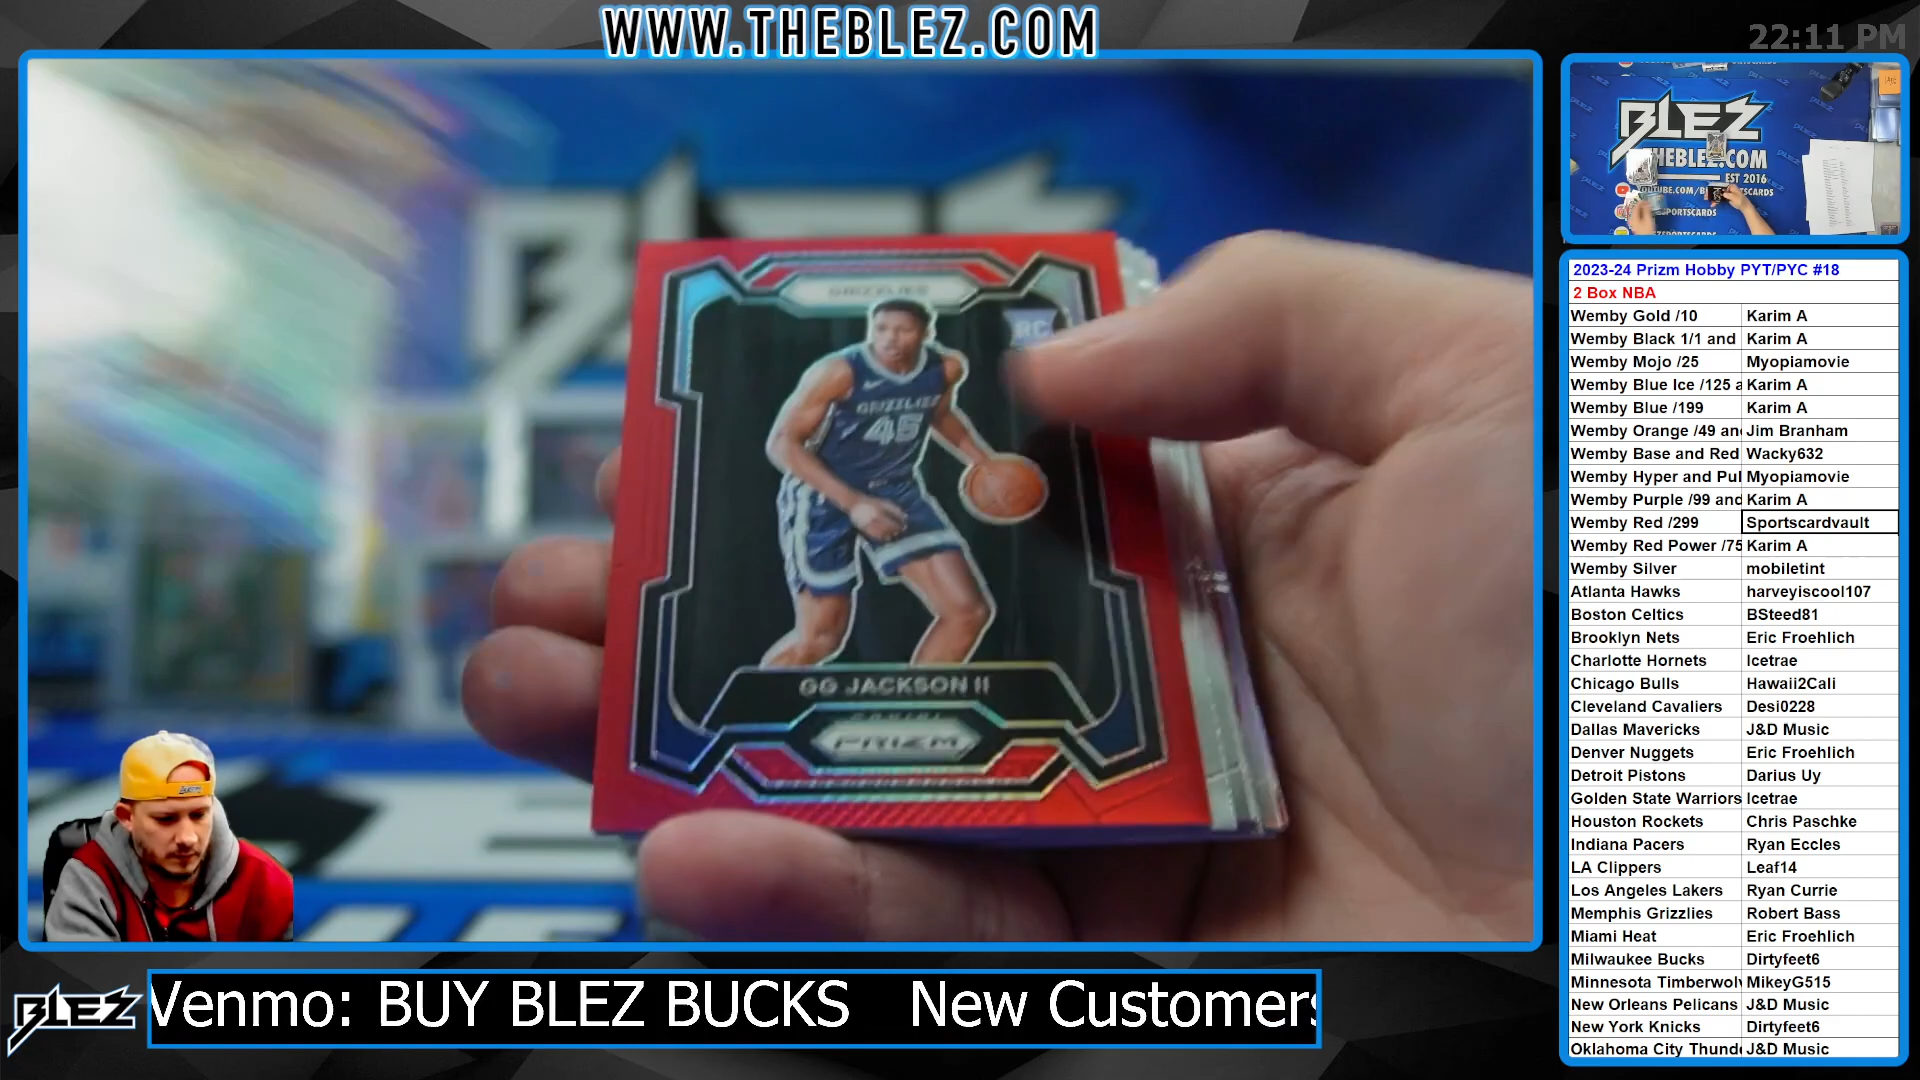 WWW.THEBLEZ.COM
22:11 PM
BLEZ
THEBLEZ.COM
EST 2016
GRIZZLIES
RC
GRIZZLIES
45
GG JACKSON II
PANINI
PRIZM
2023-24 Prizm Hobby PYT/PYC #18
2 Box NBA
Wemby Gold /10 Karim A
Wemby Black 1/1 and Karim A
Wemby Mojo /25 Myopiamovie
Wemby Blue Ice /125 a Karim A
Wemby Blue /199 Karim A
Wemby Orange /49 an Jim Branham
Wemby Base and Red Wacky632
Wemby Hyper and Pul Myopiamovie
Wemby Purple /99 and Karim A
Wemby Red /299 Sportscardvault
Wemby Red Power /75 Karim A
Wemby Silver mobiletint
Atlanta Hawks harveyiscool107
Boston Celtics BSteed81
Brooklyn Nets Eric Froehlich
Charlotte Hornets Icetrae
Chicago Bulls Hawaii2Cali
Cleveland Cavaliers Desi0228
Dallas Mavericks J&D Music
Denver Nuggets Eric Froehlich
Detroit Pistons Darius Uy
Golden State Warriors Icetrae
Houston Rockets Chris Paschke
Indiana Pacers Ryan Eccles
LA Clippers Leaf14
Los Angeles Lakers Ryan Currie
Memphis Grizzlies Robert Bass
Miami Heat Eric Froehlich
Milwaukee Bucks Dirtyfeet6
Minnesota Timberwolv MikeyG515
New Orleans Pelicans J&D Music
New York Knicks Dirtyfeet6
Oklahoma City Thund J&D Music
BLEZ
Venmo: BUY BLEZ BUCKS New Customers